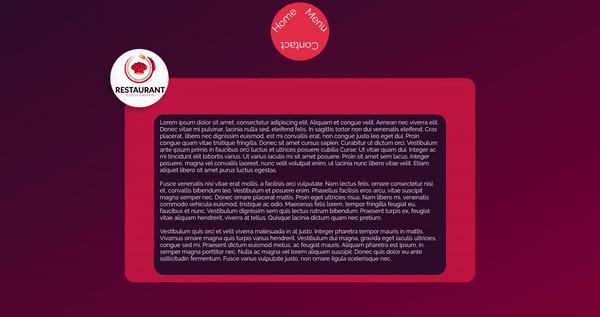 Home
Menu
Contact
RESTAURANT
Lorem ipsum dolor sit amet, consectetur adipiscing elit. Aliquam et congue velit. Aenean nec viverra elit.
Donec vitae mi pulvinar, lacinia nulla sed, eleifend felis. In sagittis tortor non dui venenatis eleifend. Cras
placerat, libero nec dignissim euismod, est mi convallis erat, non congue justo leo eget dui. Proin
congue quam vitae tristique fringilla. Donec sit amet cursus sapien. Curabitur ut dictum orci. Vestibulum
ante ipsum primis in faucibus orci luctus et ultrices posuere cubilia Curae; Ut vitae quam dui. Integer ac
mi tincidunt elit lobortis varius. Ut varius iaculis mi sit amet posuere. Proin sit amet sem lacus. Integer
posuere, magna vel convallis laoreet, nunc velit volutpat enim, ut lacinia nunc libero vitae velit. Etiam
aliquet libero sit amet purus luctus egestas.
Fusce venenatis nisi vitae erat mollis, a facilisis orci vulputate. Nam lectus felis, ornare consectetur nisi
et, convallis bibendum leo. Vestibulum et posuere enim. Phasellus facilisis eros arcu, vitae suscipit
magna semper nec. Donec ornare placerat mattis. Proin eget ultricies risus. Nam libero mi, venenatis
commodo vehicula euismod, tristique ac odio. Maecenas felis lorem, tempor fringilla feugiat eu,
faucibus et nunc. Vestibulum dignissim sem quis lectus rutrum bibendum. Praesent turpis ex, feugiat
vitae aliquam hendrerit, viverra at tellus. Quisque lacinia dictum quam nec pretium.
Vestibulum quis orci et velit viverra malesuada in at justo. Integer pharetra tempor mauris in mattis.
Vivamus ornare magna quis turpis varius hendrerit. Vestibulum dui magna, gravida eget iaculis ultricies,
congue sed mi. Praesent dictum euismod metus, ac feugiat mauris. Aliquam pharetra est ipsum, in
semper magna porttitor nec. Nulla ac magna vel lorem aliquam suscipit. Donec quis dolor eu ante
sollicitudin fermentum. Fusce varius vulputate justo, non ornare ligula scelerisque nec.